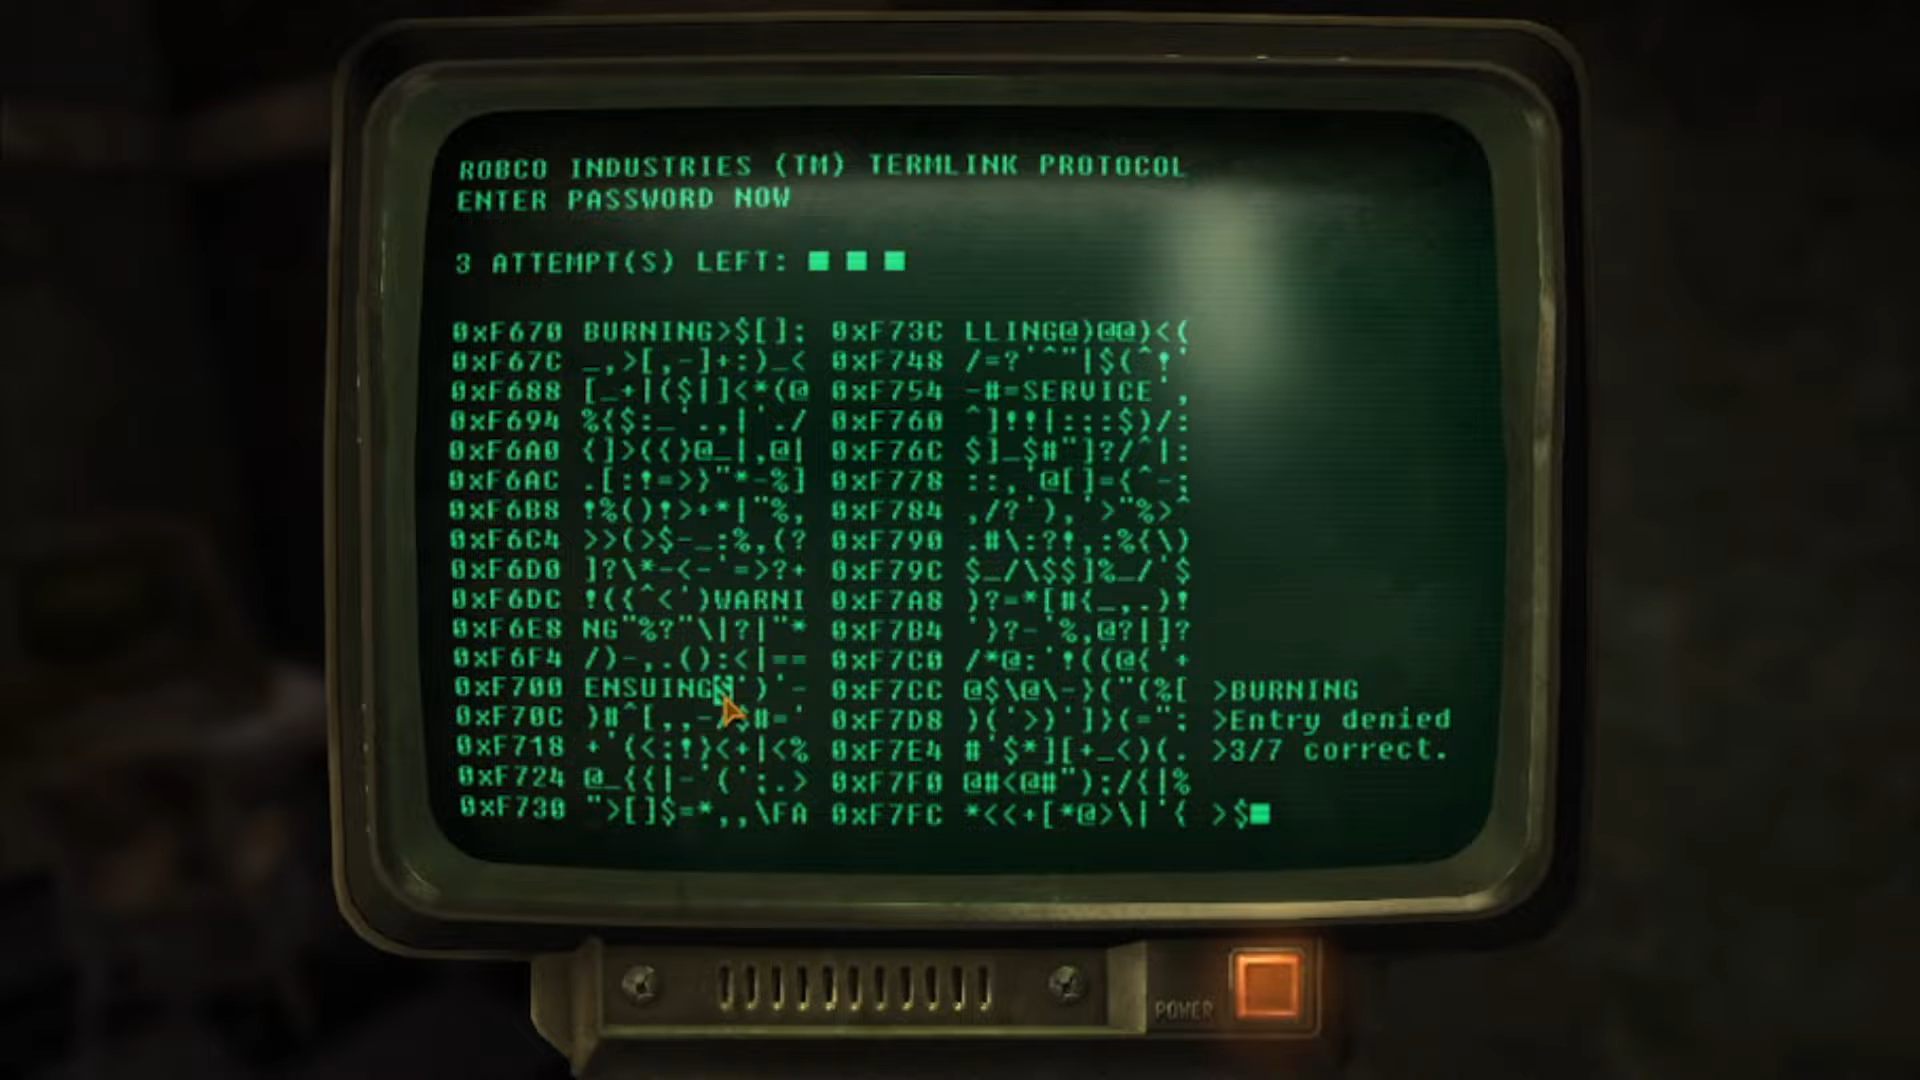 ROBCO INDUSTRIES (TM) TERMLINK PROTOCOL
ENTER PASSWORD NOW
3 ATTEMPT(S) LEFT: ■ ■ ■
0xF670 BURNING>$[]: 0xF73C LLING@)@@)<(
0xF67C _,>[,-]+:)_< 0xF748 /=?'^"|$(^!'
0xF688 [_+|($|]<*(@ 0xF754 -#=SERVICE',
0xF694 %{$:_'.,|'./ 0xF760 ^]!!|:::$)/:
0xF6A0 {]>({}@_|,@| 0xF76C $]_$#"]?/^|:
0xF6AC .[:!=>}"*-%] 0xF778 ::,'@[]={^-;
0xF6B8 !%()!>+*|"%, 0xF784 ,/?'),'>"%>^
0xF6C4 >>(>$-_:%,(? 0xF790 .#\:?!,:%{\)
0xF6D0 ]?\*-<-'=>?+ 0xF79C $_/\$$]%_/'$
0xF6DC !({^<')WARNI 0xF7A8 )?=*[#{_,.)!
0xF6E8 NG"%?"\|?|"* 0xF7B4 '}?-'%,@?|]?
0xF6F4 /)-,.():<|== 0xF7C0 /*@:'!((@{'+
0xF700 ENSUING$')'- 0xF7CC @$\@\-}("(%[ >BURNING
0xF70C )#^[,,- $#=' 0xF7D8 )('>)']}(="; >Entry denied
0xF718 +'(<;!}<+|<% 0xF7E4 #'$*][+_<)(. >3/7 correct.
0xF724 @_{{|-'(';.> 0xF7F0 @#<@#");/{|%
0xF730 ">[]$=*,,\FA 0xF7FC *<<+[*@>\|'{ >$■
POWER